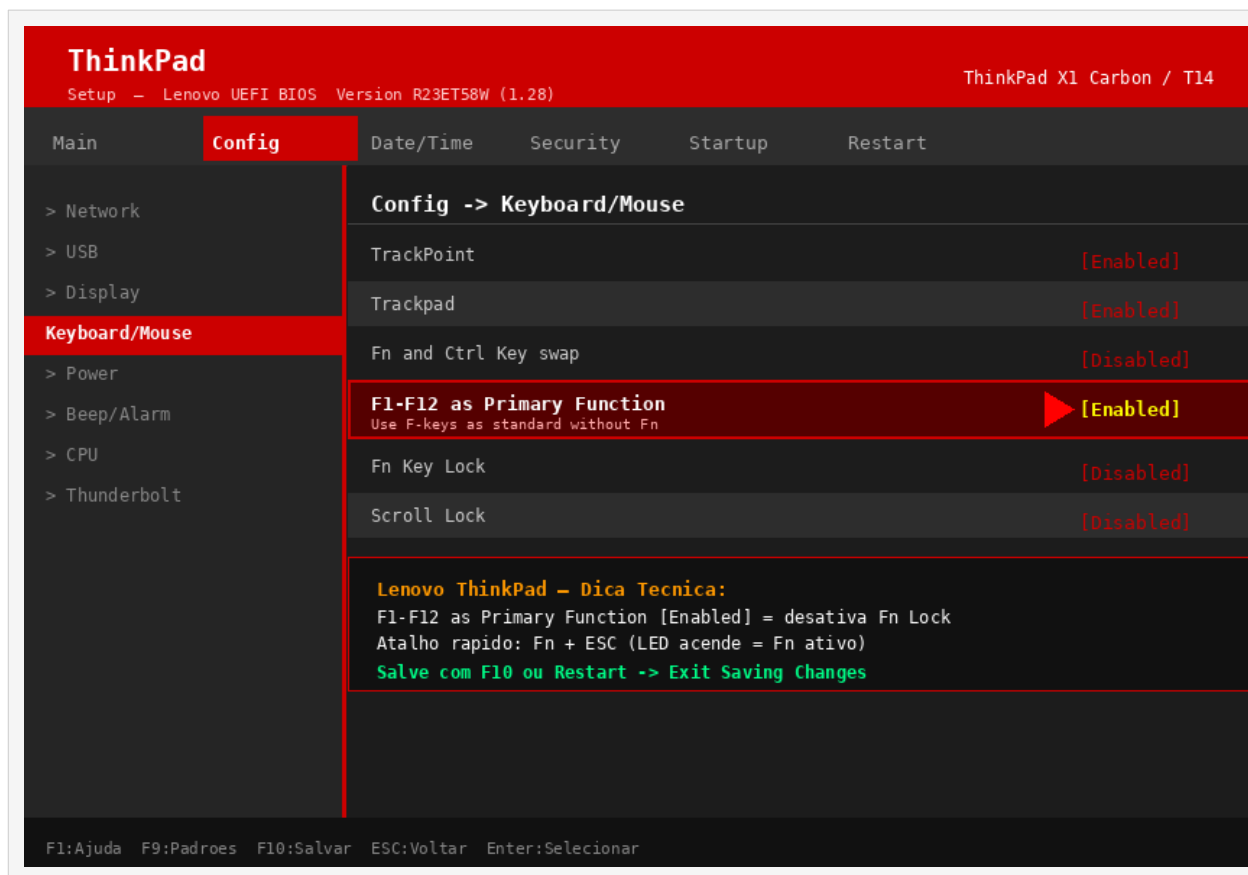 ThinkPad
Setup — Lenovo UEFI BIOS Version R23ET58W (1.28)
ThinkPad X1 Carbon / T14
Main Config Date/Time Security Startup Restart
> Network
> USB
> Display
Keyboard/Mouse
> Power
> Beep/Alarm
> CPU
> Thunderbolt
Config -> Keyboard/Mouse
TrackPoint [Enabled]
Trackpad [Enabled]
Fn and Ctrl Key swap [Disabled]
F1-F12 as Primary Function [Enabled]
Use F-keys as standard without Fn
Fn Key Lock [Disabled]
Scroll Lock [Disabled]
Lenovo ThinkPad — Dica Tecnica:
F1-F12 as Primary Function [Enabled] = desativa Fn Lock
Atalho rapido: Fn + ESC (LED acende = Fn ativo)
Salve com F10 ou Restart -> Exit Saving Changes
F1:Ajuda F9:Padroes F10:Salvar ESC:Voltar Enter:Selecionar